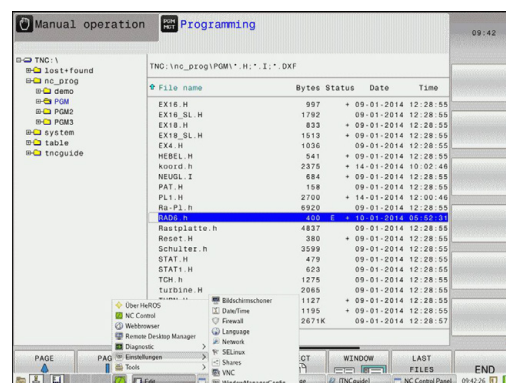 Manual operation
PGM MGT
Programming
09:42
TNC:\
lost+found
nc_prog
demo
PGM
PGM2
PGM3
system
table
tncguide
TNC:\nc_prog\PGM\*.H;*.I;*.DXF
File name Bytes Status Date Time
EX16.H 997 + 09-01-2014 12:28:55
EX16_SL.H 1792 09-01-2014 12:28:55
EX18.H 833 + 09-01-2014 12:28:55
EX18_SL.H 1513 + 09-01-2014 12:28:55
EX4.H 1036 09-01-2014 12:28:55
HEBEL.H 541 + 09-01-2014 12:28:55
koord.h 2375 + 14-01-2014 10:02:46
NEUGL.I 684 + 09-01-2014 12:28:55
PAT.H 158 09-01-2014 12:28:55
PL1.H 2700 + 14-01-2014 12:00:46
Ra-Pl.h 6920 09-01-2014 12:28:55
RAD6.h 400 E + 10-01-2014 05:52:31
Rastplatte.h 4837 09-01-2014 12:28:55
Reset.H 380 + 09-01-2014 12:28:55
Schulter.h 3599 09-01-2014 12:28:55
STAT.H 479 09-01-2014 12:28:55
STAT1.H 623 09-01-2014 12:28:55
TCH.h 1275 09-01-2014 12:28:55
turbine.H 2065 09-01-2014 12:28:55
1127 + 09-01-2014 12:28:55
1195 + 09-01-2014 12:28:55
2671K 09-01-2014 12:28:57
Über HeROS
NC Control
Webbrowser
Remote Desktop Manager
Diagnostic
Einstellungen
Tools
Bildschirmschoner
Date/Time
Firewall
Language
Network
SELinux
Shares
VNC
WindowManagerConfig
PAGE
WINDOW
LAST
FILES
END
Edit
TNCguide
NC Control Panel
09:42:26